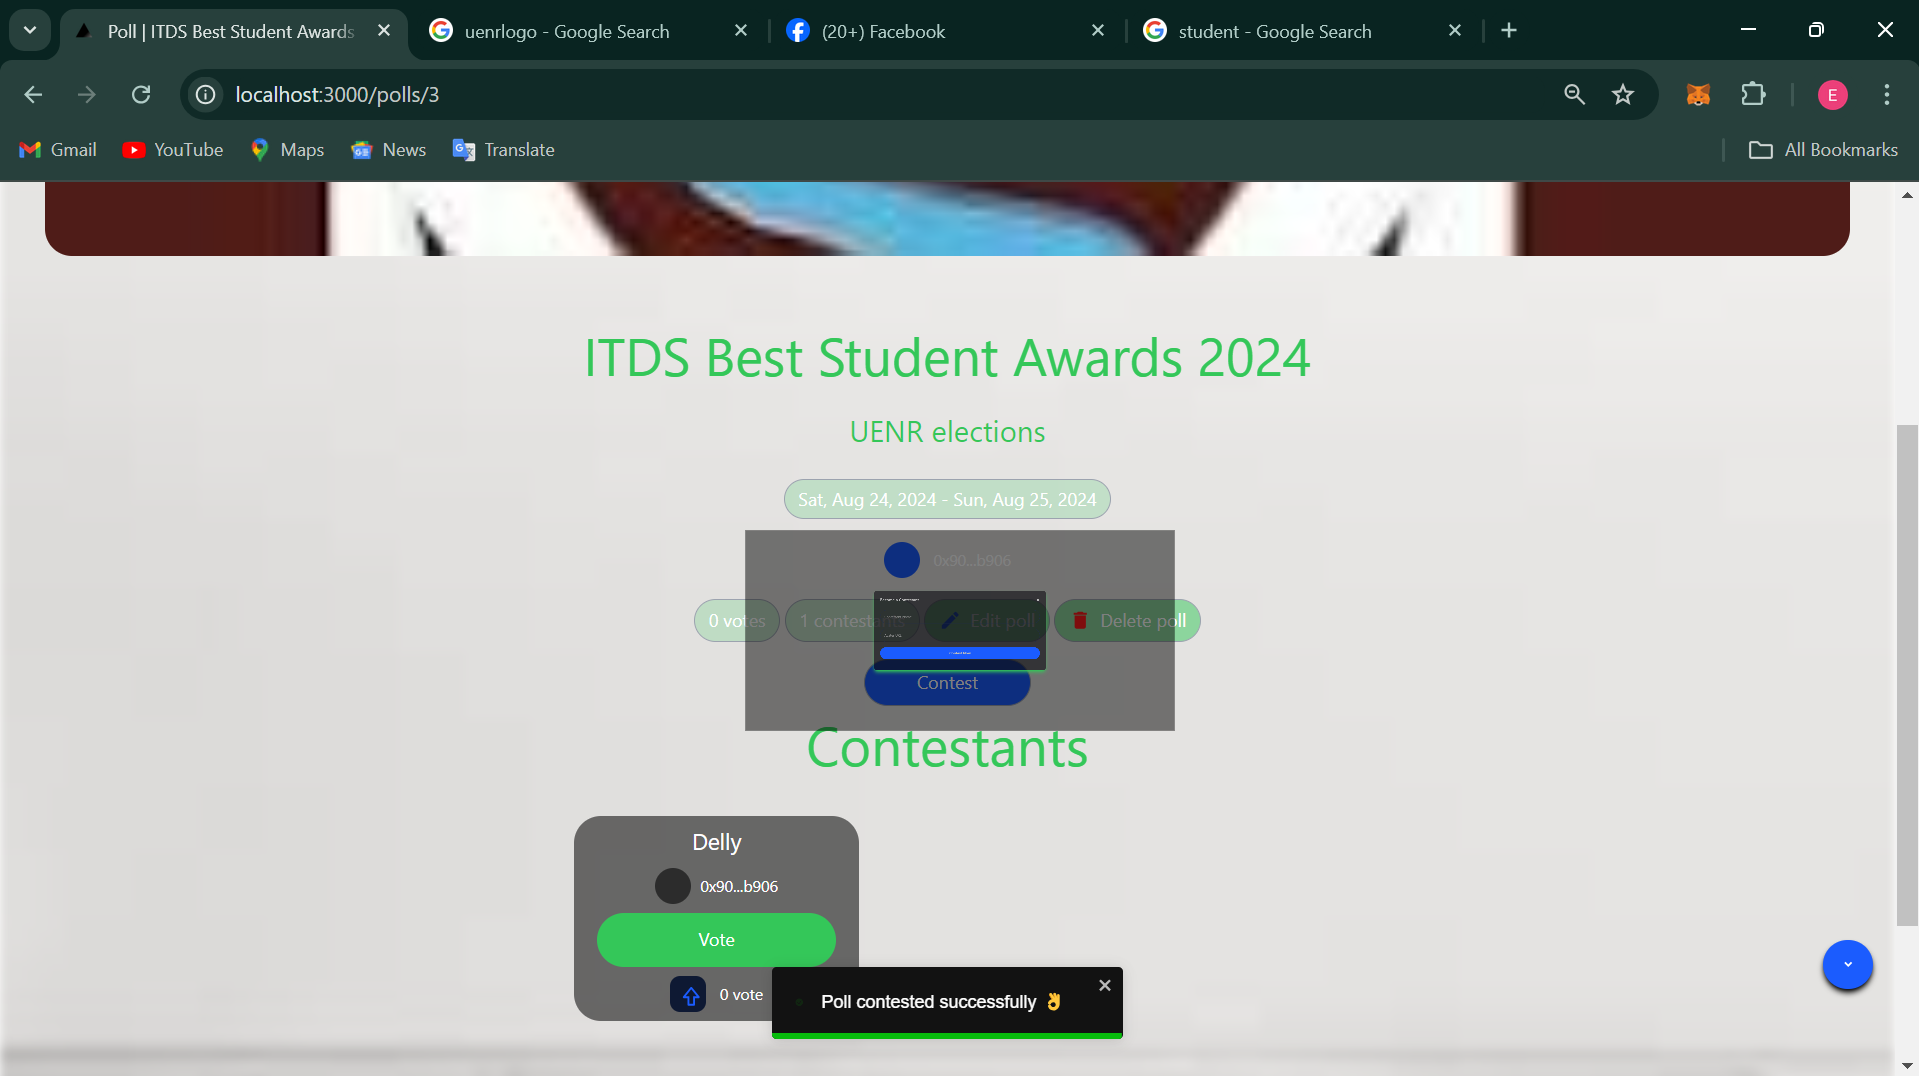 Poll | ITDS Best Student Awards
uenrlogo - Google Search
(20+) Facebook
student - Google Search
localhost:3000/polls/3
E
Gmail
YouTube
Maps
News
Translate
All Bookmarks
ITDS Best Student Awards 2024
UENR elections
Sat, Aug 24, 2024 - Sun, Aug 25, 2024
0x90...b906
0 votes
1 contestants
Edit poll
Delete poll
Become a Contestant
Contest
Contestants
Delly
0x90...b906
Vote
0 vote
Poll contested successfully 👌